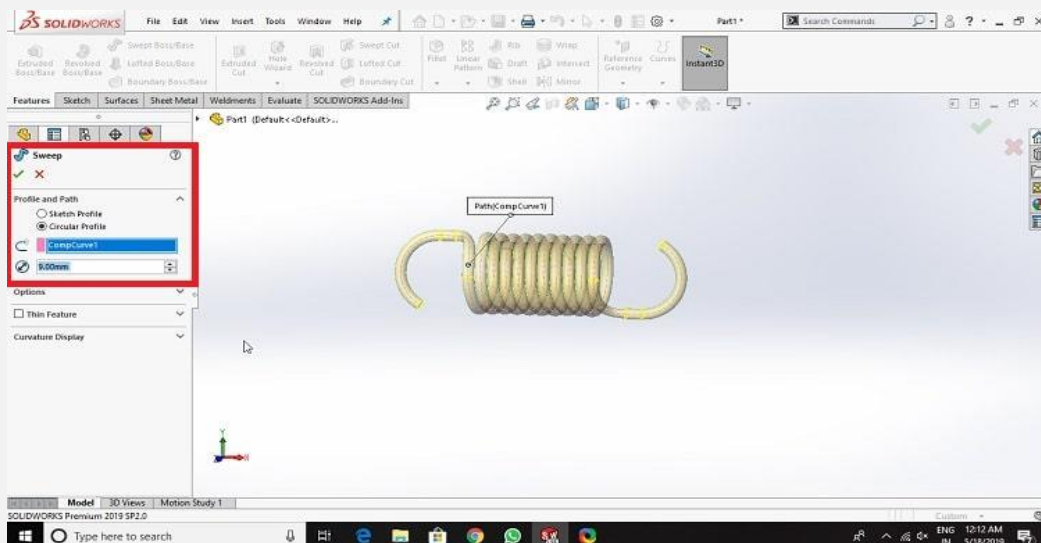 SOLIDWORKS File Edit View Insert Tools Window Help Part1 * Search Commands
Extruded Boss/Base Revolved Boss/Base Swept Boss/Base Lofted Boss/Base Boundary Boss/Base Extruded Cut Hole Wizard Revolved Cut Swept Cut Lofted Cut Boundary Cut Fillet Linear Pattern Rib Draft Shell Wrap Intersect Mirror Reference Geometry Curves Instant3D
Features Sketch Surfaces Sheet Metal Weldments Evaluate SOLIDWORKS Add-Ins
Part1 (Default<<Default>...
Sweep
Profile and Path
Sketch Profile
Circular Profile
CompCurve1
9.00mm
Options
Thin Feature
Curvature Display
Path(CompCurve1)
Y
X
Model 3D Views Motion Study 1
SOLIDWORKS Premium 2019 SP2.0 Custom
Type here to search ENG 12:12 AM
IN 5/18/2019